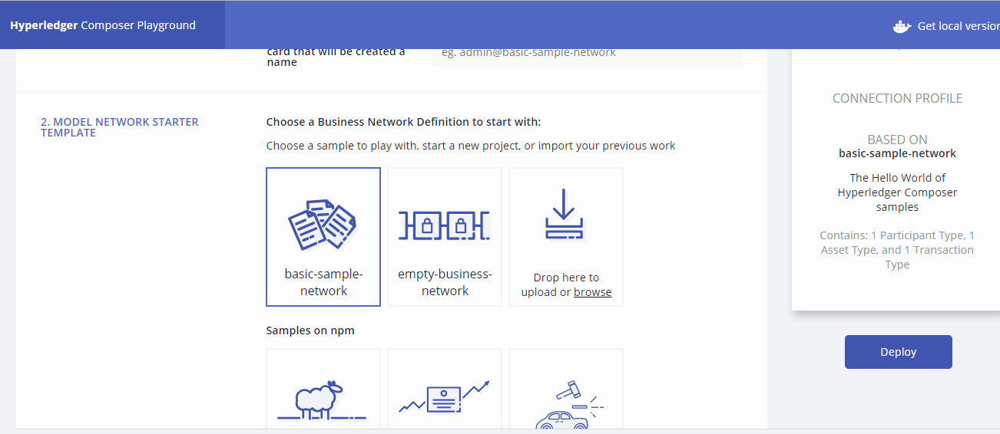 Hyperledger Composer Playground
Get local version
card that will be created a
name
eg. admin@basic-sample-network
2. MODEL NETWORK STARTER
TEMPLATE
Choose a Business Network Definition to start with:
Choose a sample to play with, start a new project, or import your previous work
basic-sample-
network
empty-business-
network
Drop here to
upload or browse
Samples on npm
CONNECTION PROFILE
BASED ON
basic-sample-network
The Hello World of
Hyperledger Composer
samples
Contains: 1 Participant Type, 1
Asset Type, and 1 Transaction
Type
Deploy